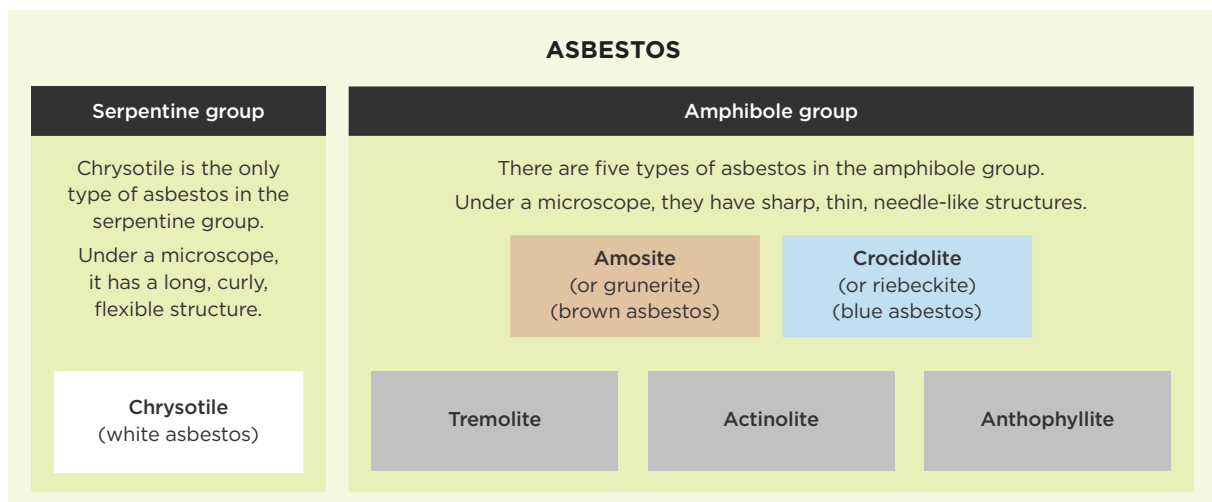 ASBESTOS
Serpentine group
Chrysotile is the only
type of asbestos in the
serpentine group.
Under a microscope,
it has a long, curly,
flexible structure.
Chrysotile
(white asbestos)
Amphibole group
There are five types of asbestos in the amphibole group.
Under a microscope, they have sharp, thin, needle-like structures.
Amosite
(or grunerite)
(brown asbestos)
Crocidolite
(or riebeckite)
(blue asbestos)
Tremolite
Actinolite
Anthophyllite